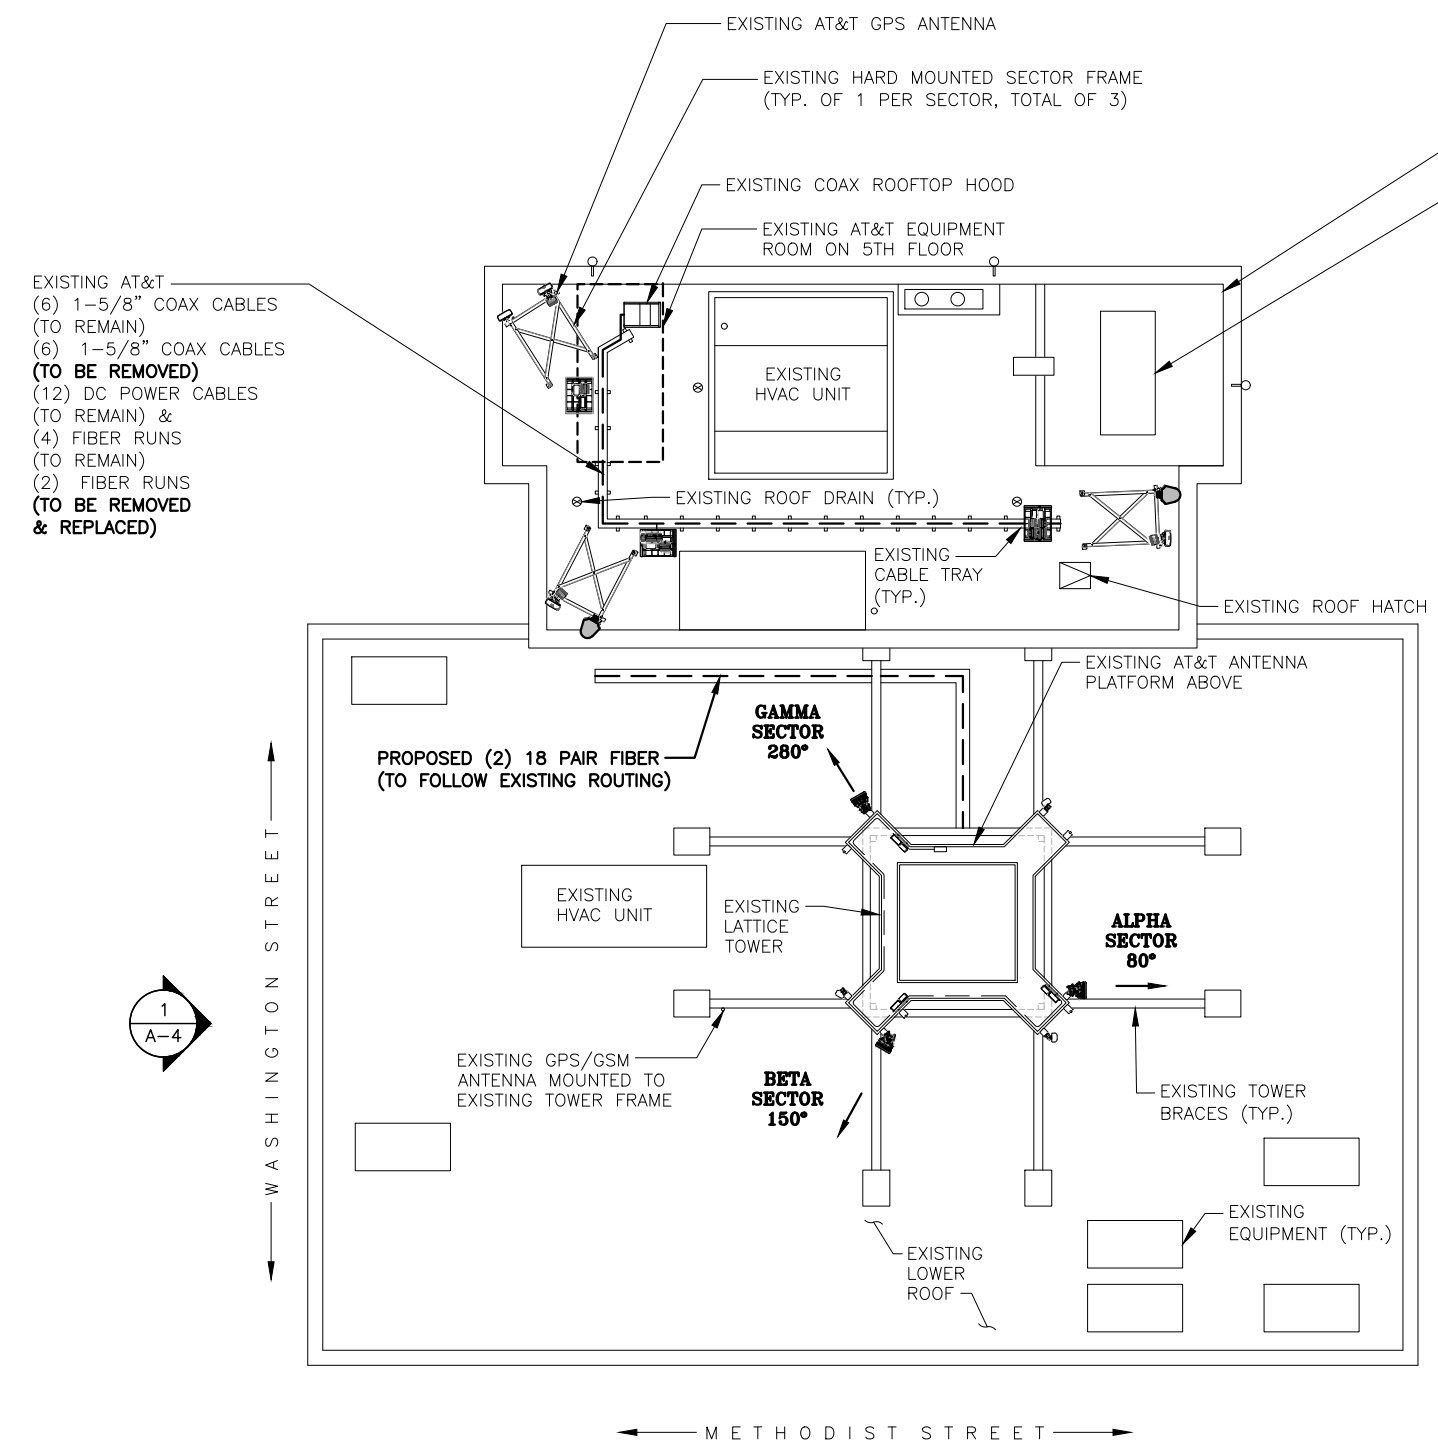 EXISTING AT&T GPS ANTENNA
EXISTING HARD MOUNTED SECTOR FRAME
(TYP. OF 1 PER SECTOR, TOTAL OF 3)
EXISTING COAX ROOFTOP HOOD
EXISTING AT&T EQUIPMENT
ROOM ON 5TH FLOOR
EXISTING AT&T
(6) 1-5/8" COAX CABLES
(TO REMAIN)
(6) 1-5/8" COAX CABLES
(TO BE REMOVED)
(12) DC POWER CABLES
(TO REMAIN) &
(4) FIBER RUNS
(TO REMAIN)
(2) FIBER RUNS
(TO BE REMOVED
& REPLACED)
EXISTING
HVAC UNIT
EXISTING ROOF DRAIN (TYP.)
EXISTING
CABLE TRAY
(TYP.)
EXISTING ROOF HATCH
EXISTING AT&T ANTENNA
PLATFORM ABOVE
GAMMA
SECTOR
280°
PROPOSED (2) 18 PAIR FIBER
(TO FOLLOW EXISTING ROUTING)
EXISTING
HVAC UNIT
EXISTING
LATTICE
TOWER
ALPHA
SECTOR
80°
WASHINGTON STREET
1
A-4
EXISTING GPS/GSM
ANTENNA MOUNTED TO
EXISTING TOWER FRAME
BETA
SECTOR
150°
EXISTING TOWER
BRACES (TYP.)
EXISTING
EQUIPMENT (TYP.)
EXISTING
LOWER
ROOF
METHODIST STREET